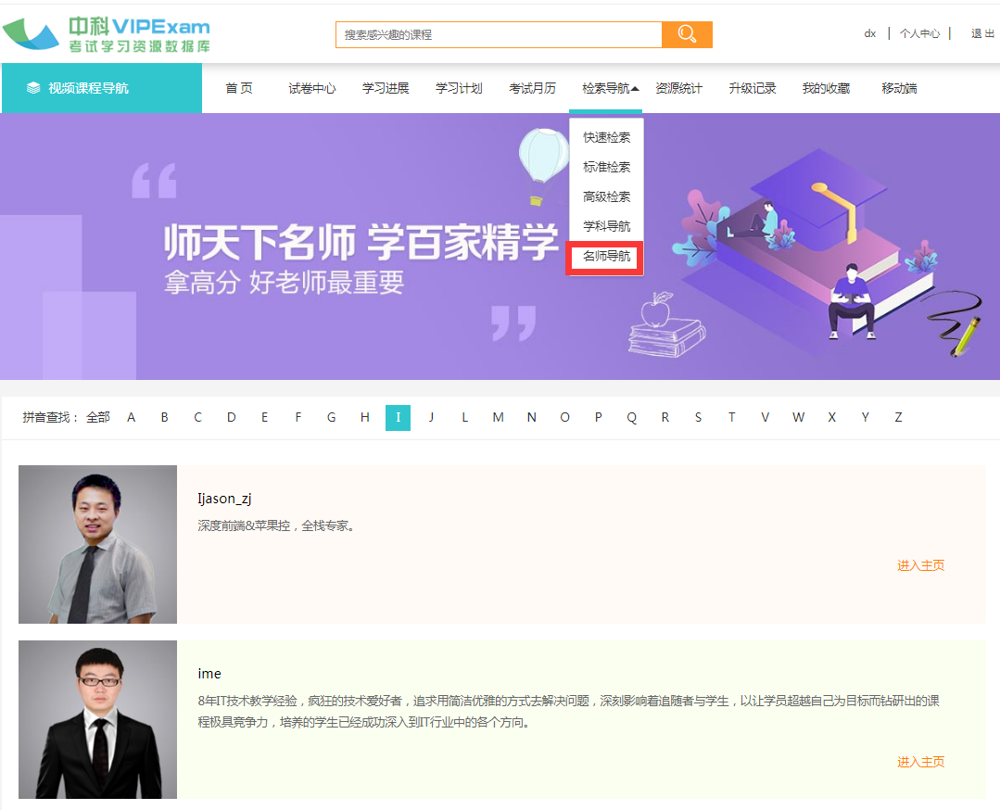 中科VIPExam
考试学习资源数据库
搜索感兴趣的课程
dx | 个人中心 | 退 出
视频课程导航 首 页 试卷中心 学习进展 学习计划 考试月历 检索导航 资源统计 升级记录 我的收藏 移动端
快速检索
标准检索
高级检索
学科导航
名师导航
“
师天下名师 学百家精学
拿高分 好老师最重要
”
拼音查找： 全部 A B C D E F G H I J L M N O P Q R S T V W X Y Z
Ijason_zj
深度前端&苹果控，全栈专家。
进入主页
ime
8年IT技术教学经验，疯狂的技术爱好者，追求用简洁优雅的方式去解决问题，深刻影响着追随者与学生，以让学员超越自己为目标而钻研出的课
程极具竞争力，培养的学生已经成功深入到IT行业中的各个方向。
进入主页